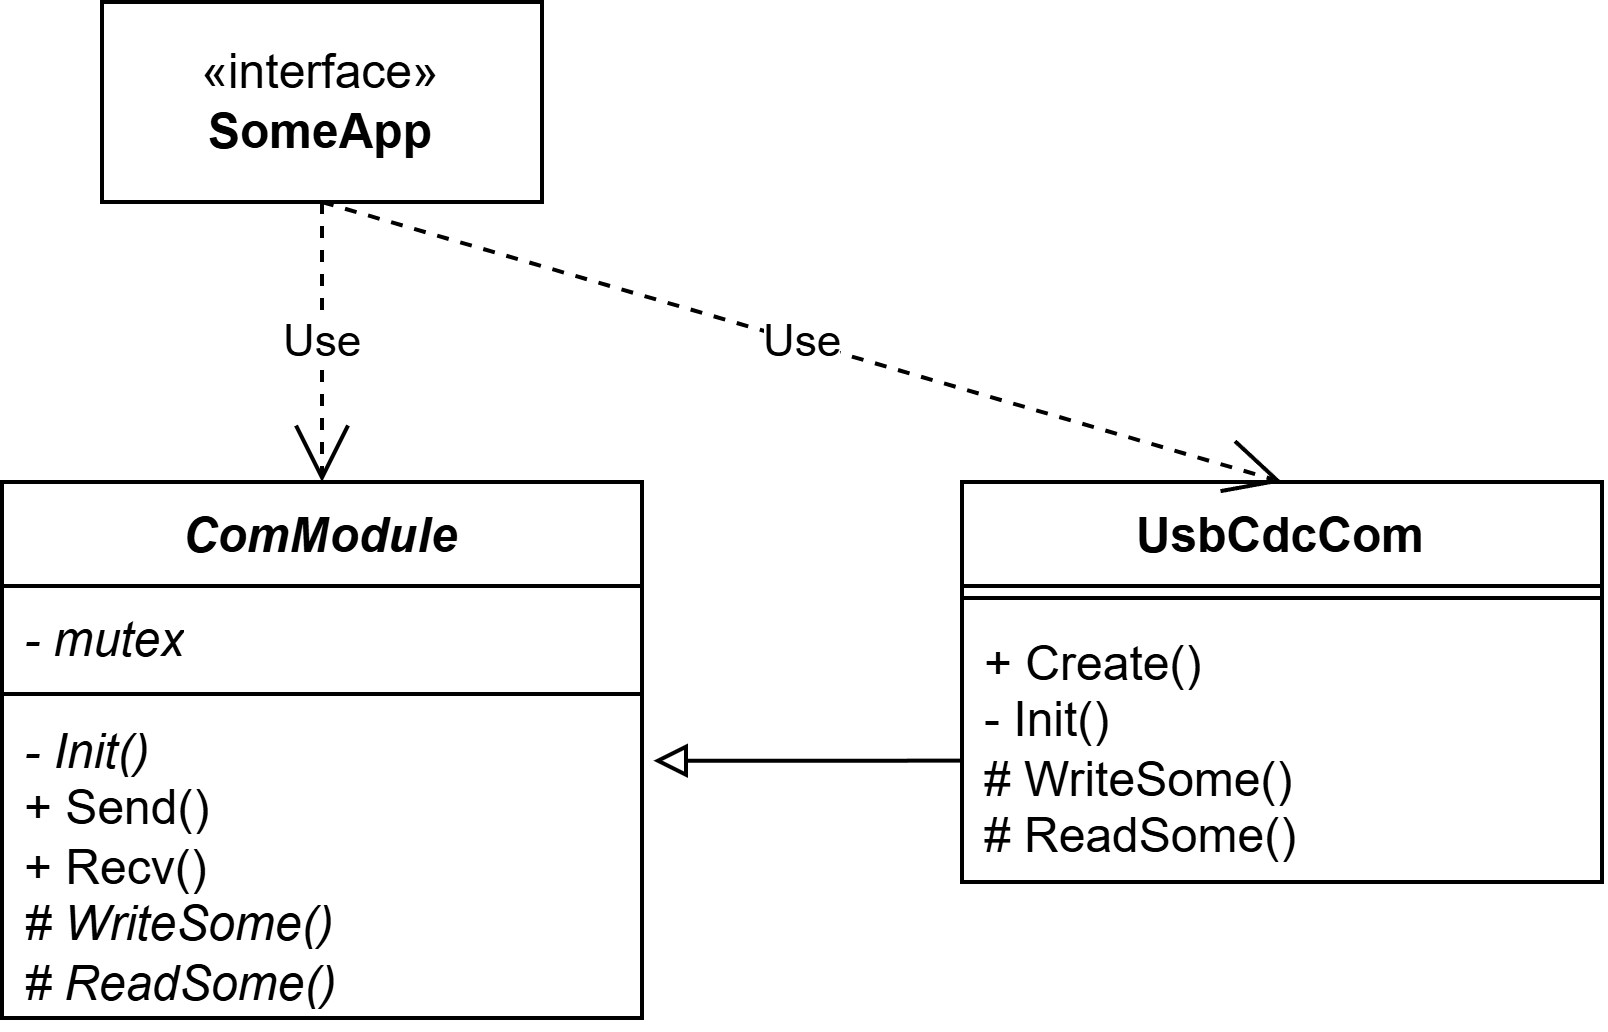 «interface»
SomeApp
Use
Use
ComModule
- mutex
- Init()
+ Send()
+ Recv()
# WriteSome()
# ReadSome()
UsbCdcCom
+ Create()
- Init()
# WriteSome()
# ReadSome()